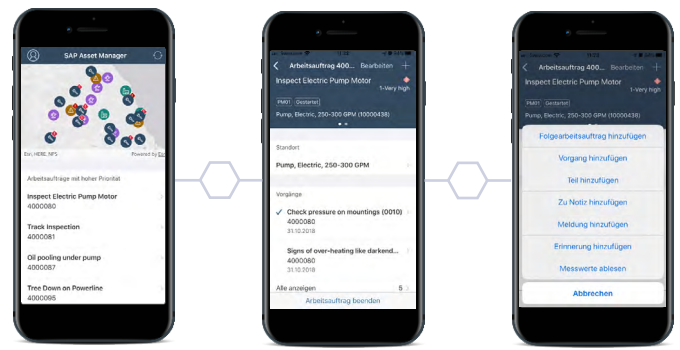 SAP Asset Manager
Esri, HERE, NPS
Powered by Esri
Arbeitsaufträge mit hoher Priorität
Inspect Electric Pump Motor
4000080
Track Inspection
4000081
Oil pooling under pump
4000087
Tree Down on Powerline
4000095
Arbeitsauftrag 400... Bearbeiten
Inspect Electric Pump Motor
1-Very high
PM01 Gestartet
Pump, Electric, 250-300 GPM (10000438)
Standort
Pump, Electric, 250-300 GPM
Vorgänge
Check pressure on mountings (0010)
4000080
31.10.2018
Signs of over-heating like darkend...
4000080
31.10.2018
Alle anzeigen 5
Arbeitsauftrag beenden
Arbeitsauftrag 400... Bearbeiten
Inspect Electric Pump Motor
1-Very high
PM01 Gestartet
Pump, Electric, 250-300 GPM (10000438)
Folgearbeitsauftrag hinzufügen
Vorgang hinzufügen
Teil hinzufügen
Zu Notiz hinzufügen
Meldung hinzufügen
Erinnerung hinzufügen
Messwerte ablesen
Abbrechen